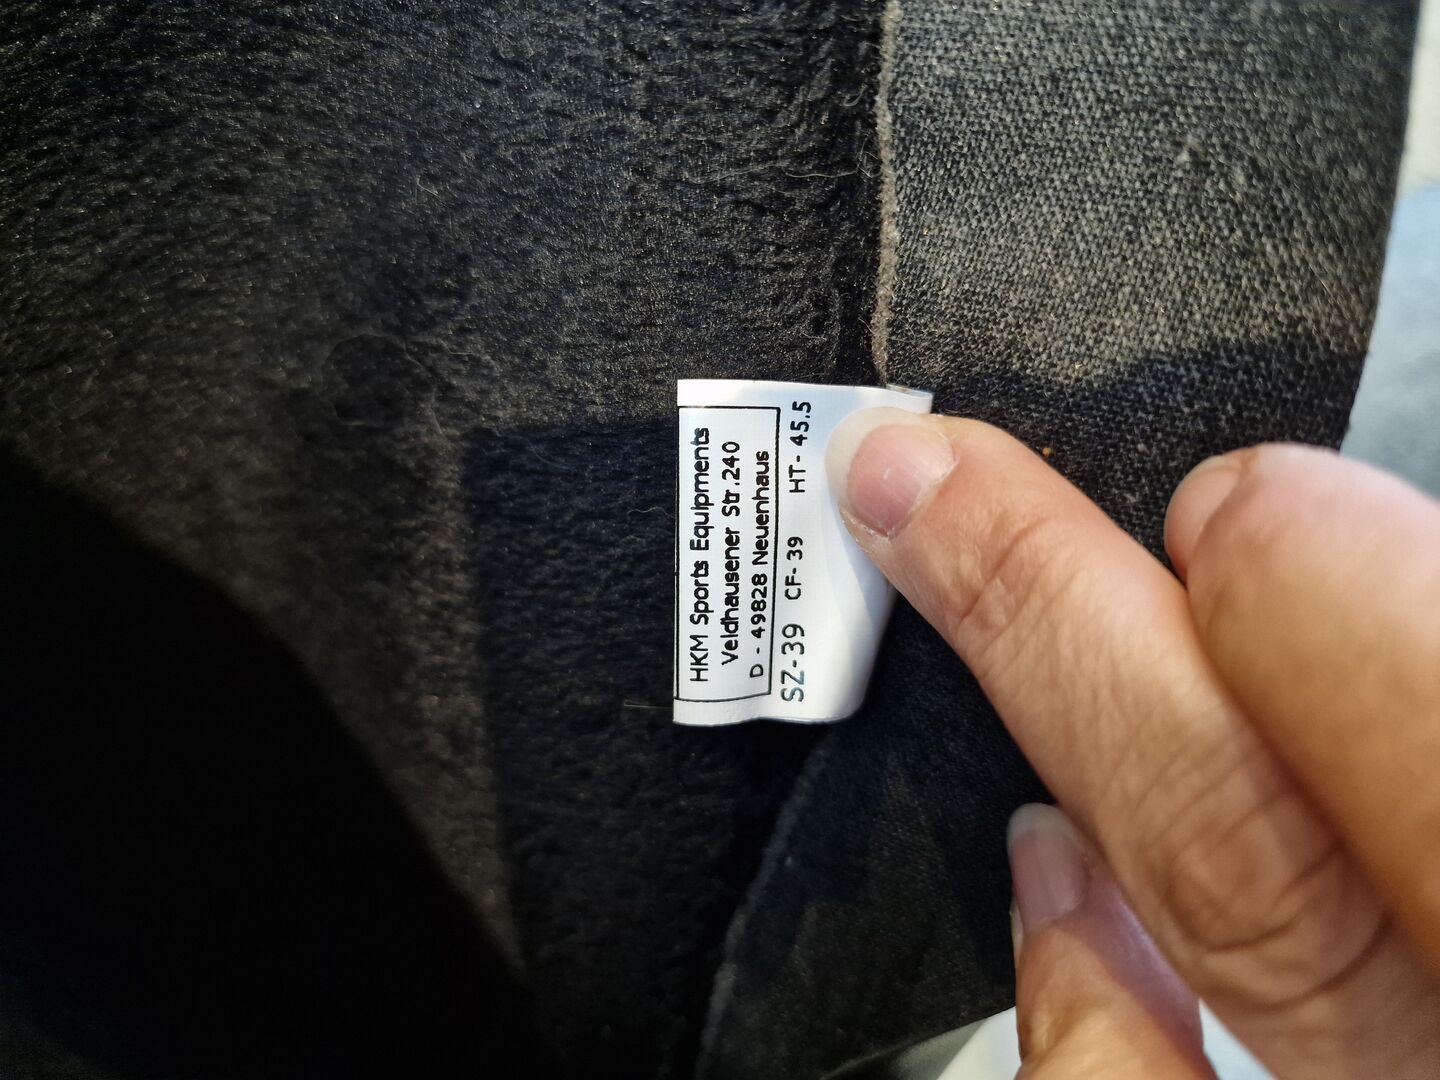 HKM Sports Equipments
Veldhausener Str.240
D - 49828 Neuenhaus
SZ-39 CF-39 HT-45.5